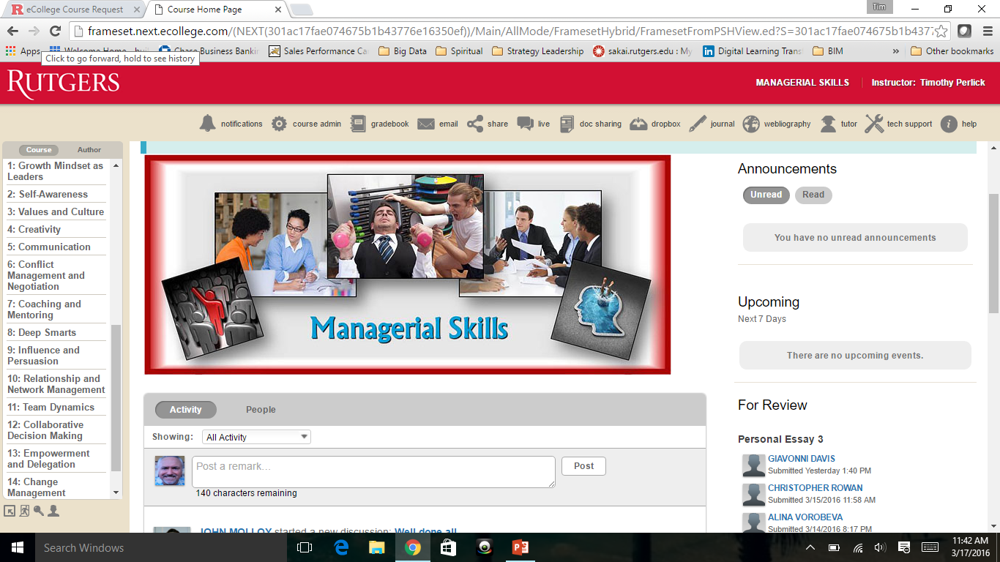 eCollege Course Request
Course Home Page
Tim
frameset.next.ecollege.com/(NEXT(301ac17fae074675b1b43776e16350ef))/Main/AllMode/FramesetHybrid/FramesetFromPSHView.ed?S=301ac17fae074675b1b4377
Apps
Sales Performance Ca
Big Data
Spiritual
Strategy Leadership
sakai.rutgers.edu : My
Digital Learning Trans
BIM
»
Other bookmarks
Click to go forward, hold to see history
RUTGERS
MANAGERIAL SKILLS
Instructor: Timothy Perlick
notifications
course admin
gradebook
email
share
live
doc sharing
dropbox
journal
webliography
tutor
tech support
help
Course
Author
1: Growth Mindset as
Leaders
2: Self-Awareness
3: Values and Culture
4: Creativity
5: Communication
6: Conflict
Management and
Negotiation
7: Coaching and
Mentoring
8: Deep Smarts
9: Influence and
Persuasion
10: Relationship and
Network Management
11: Team Dynamics
12: Collaborative
Decision Making
13: Empowerment
and Delegation
14: Change
Management
Managerial Skills
Activity
People
Showing:
All Activity
Post a remark...
Post
140 characters remaining
JOHN MOLLOY started a new discussion: Well done all
Announcements
Unread
Read
You have no unread announcements
Upcoming
Next 7 Days
There are no upcoming events.
For Review
Personal Essay 3
GIAVONNI DAVIS
Submitted Yesterday 1:40 PM
CHRISTOPHER ROWAN
Submitted 3/15/2016 11:58 AM
ALINA VOROBEVA
Submitted 3/14/2016 8:17 PM
Search Windows
11:42 AM
3/17/2016